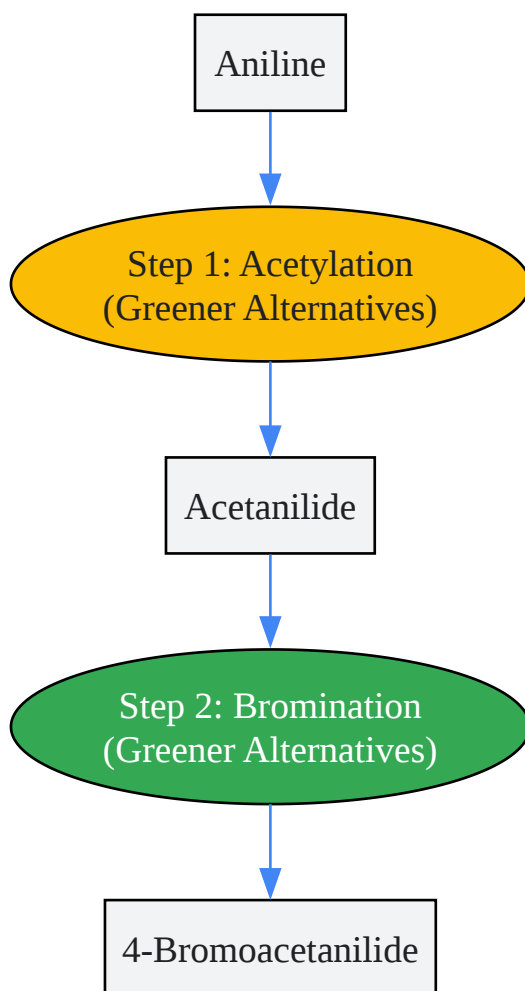 Aniline
Step 1: Acetylation
(Greener Alternatives)
Acetanilide
Step 2: Bromination
(Greener Alternatives)
4-Bromoacetanilide